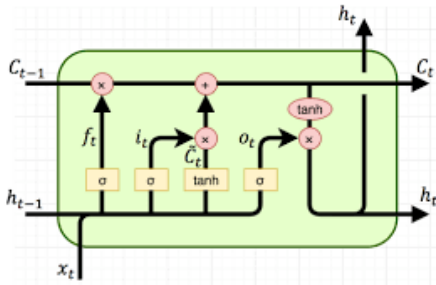 h_t
C_{t-1}
×
+
C_t
tanh
f_t
i_t
×
C̃_t
o_t
×
σ
σ
tanh
σ
h_{t-1}
h_t
x_t